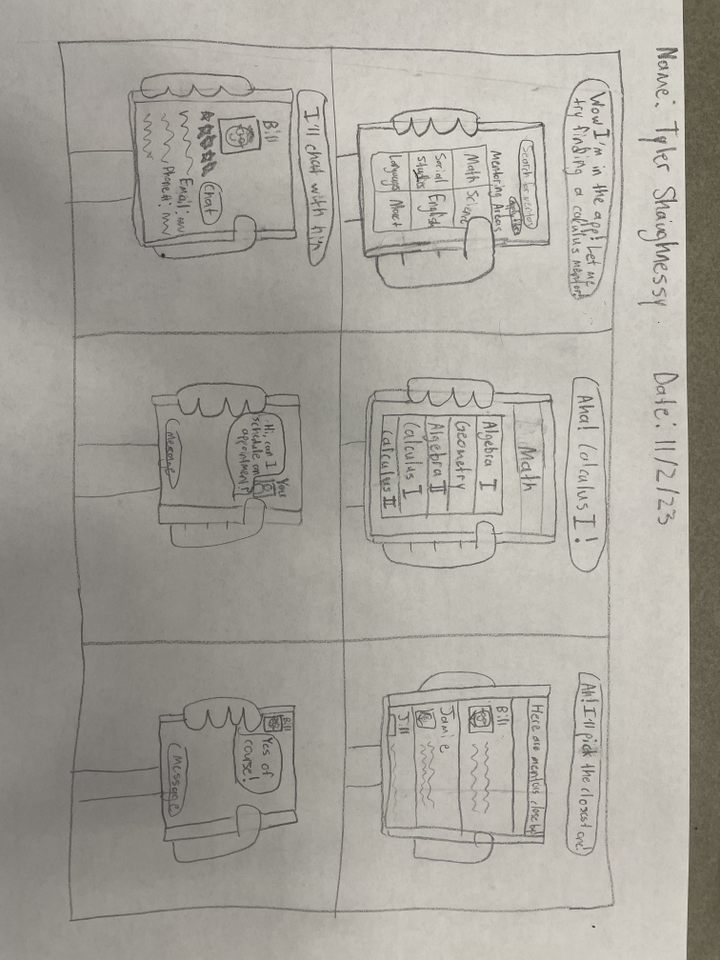 Name: Tyler Shaughnessy Date: 11/2/23
Wow I'm in the app! Let me
try finding a calculus mentor!
Search for mentors
Mentoring Areas
Math Science
Social
Studies
English
Languages
More+
Aha! Calculus I!
Math
Algebra I
Geometry
Algebra II
Calculus I
Calculus II
Ah! I'll pick the closest one!
Here are mentors close by
Bill
Jamie
Jill
I'll chat with him
Bill
Chat
Email:
Phone#:
You
Hi, can I
schedule an
appointment?
Message
Bill
Yes of
course!
Message